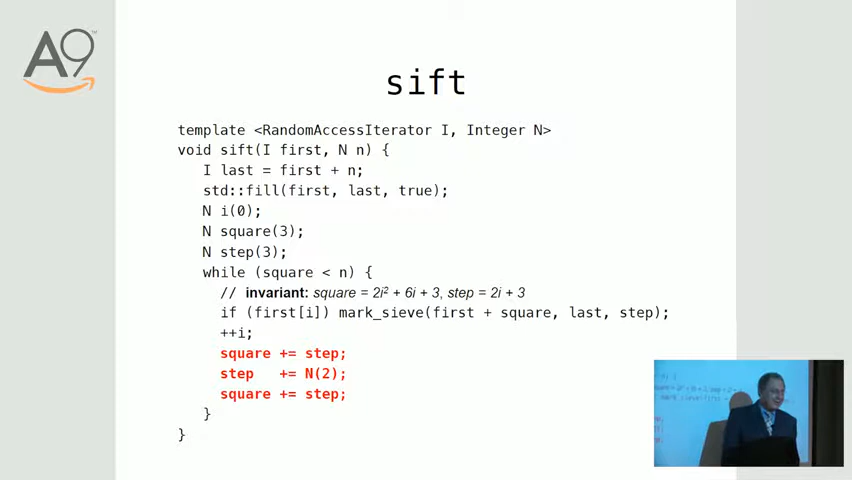 A9™
sift
template <RandomAccessIterator I, Integer N>
void sift(I first, N n) {
I last = first + n;
std::fill(first, last, true);
N i(0);
N square(3);
N step(3);
while (square < n) {
// invariant: square = 2i² + 6i + 3, step = 2i + 3
if (first[i]) mark_sieve(first + square, last, step);
++i;
square += step;
step += N(2);
square += step;
}
}